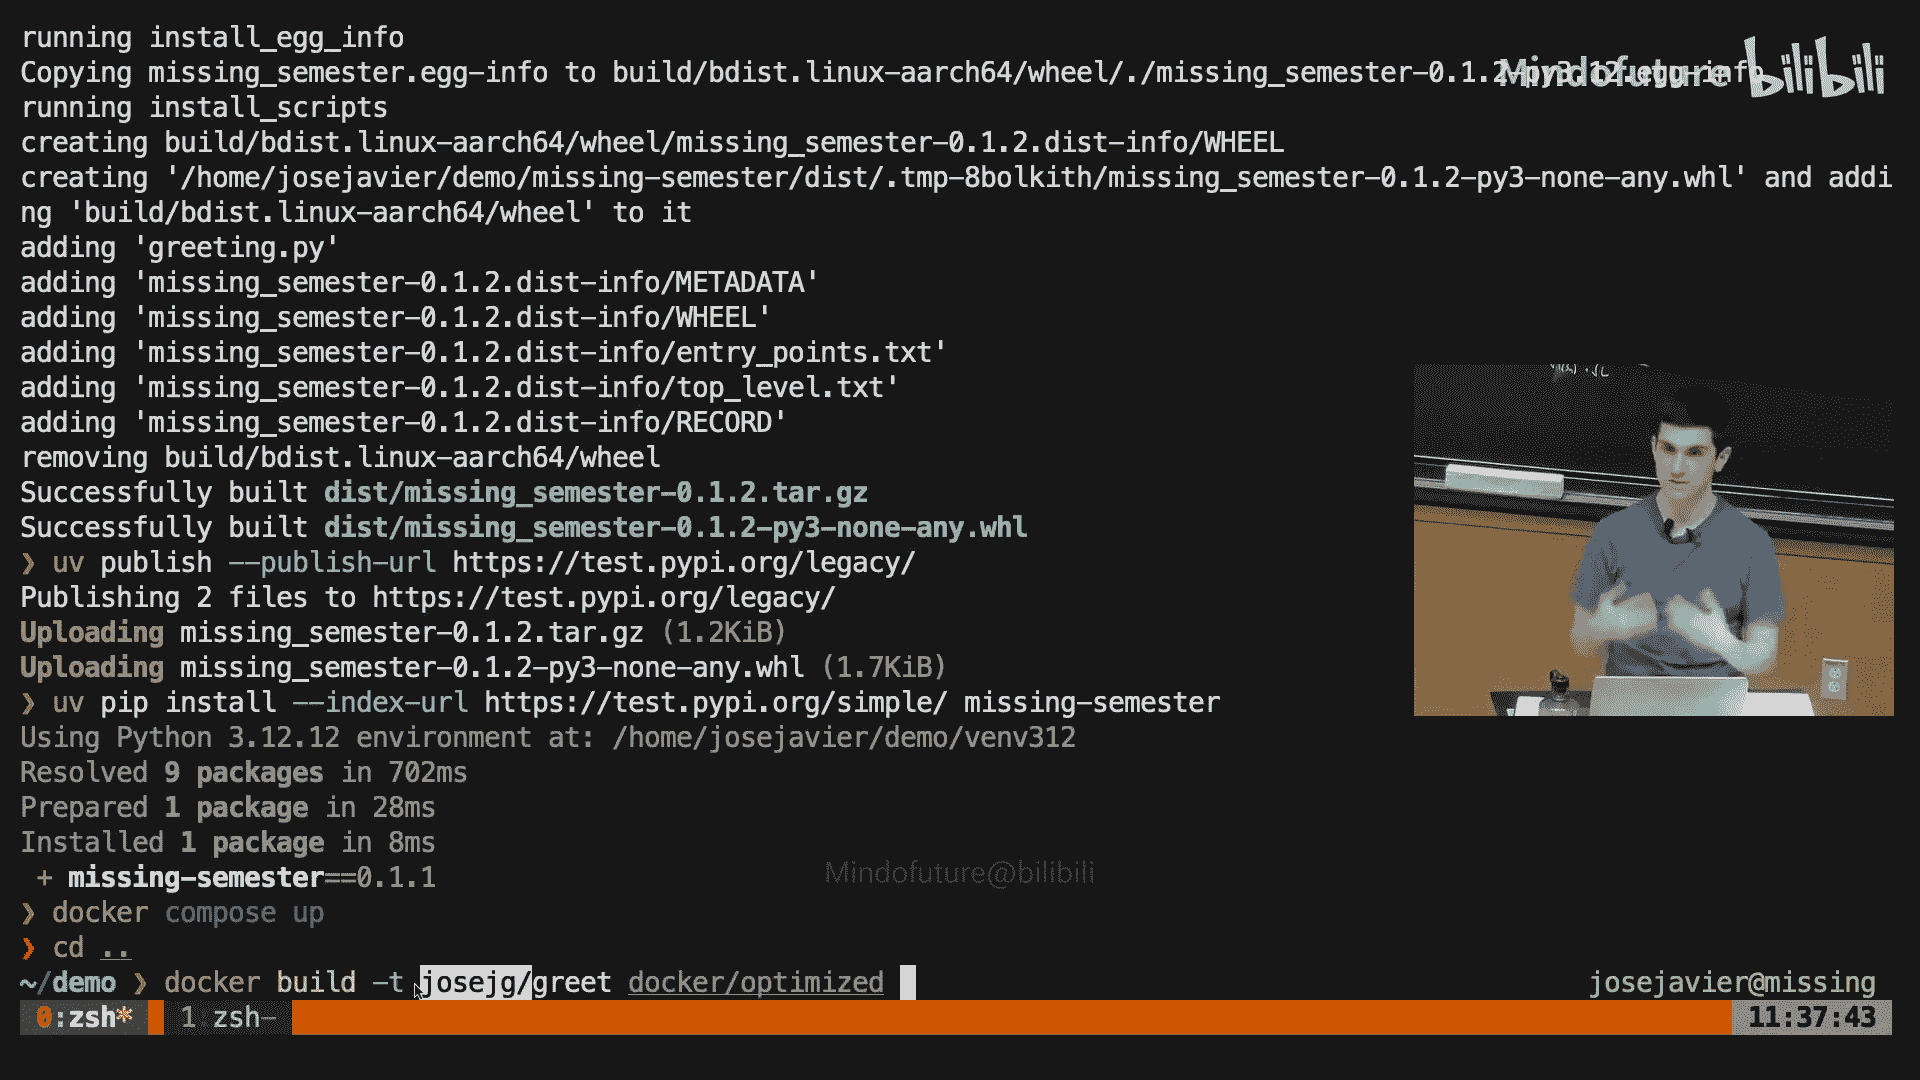 running install_egg_info
Copying missing_semester.egg-info to build/bdist.linux-aarch64/wheel/./missing_semester-0.1.2-py3.12.egg-info
Mindofuture bilibili
running install_scripts
creating build/bdist.linux-aarch64/wheel/missing_semester-0.1.2.dist-info/WHEEL
creating '/home/josejavier/demo/missing-semester/dist/.tmp-8bolkith/missing_semester-0.1.2-py3-none-any.whl' and addi
ng 'build/bdist.linux-aarch64/wheel' to it
adding 'greeting.py'
adding 'missing_semester-0.1.2.dist-info/METADATA'
adding 'missing_semester-0.1.2.dist-info/WHEEL'
adding 'missing_semester-0.1.2.dist-info/entry_points.txt'
adding 'missing_semester-0.1.2.dist-info/top_level.txt'
adding 'missing_semester-0.1.2.dist-info/RECORD'
removing build/bdist.linux-aarch64/wheel
Successfully built dist/missing_semester-0.1.2.tar.gz
Successfully built dist/missing_semester-0.1.2-py3-none-any.whl
❯ uv publish --publish-url https://test.pypi.org/legacy/
Publishing 2 files to https://test.pypi.org/legacy/
Uploading missing_semester-0.1.2.tar.gz (1.2KiB)
Uploading missing_semester-0.1.2-py3-none-any.whl (1.7KiB)
❯ uv pip install --index-url https://test.pypi.org/simple/ missing-semester
Using Python 3.12.12 environment at: /home/josejavier/demo/venv312
Resolved 9 packages in 702ms
Prepared 1 package in 28ms
Installed 1 package in 8ms
+ missing-semester==0.1.1
Mindofuture@bilibili
❯ docker compose up
❯ cd ..
~/demo ❯ docker build -t josejg/greet docker/optimized josejavier@missing
0:zsh* 1:zsh- 11:37:43